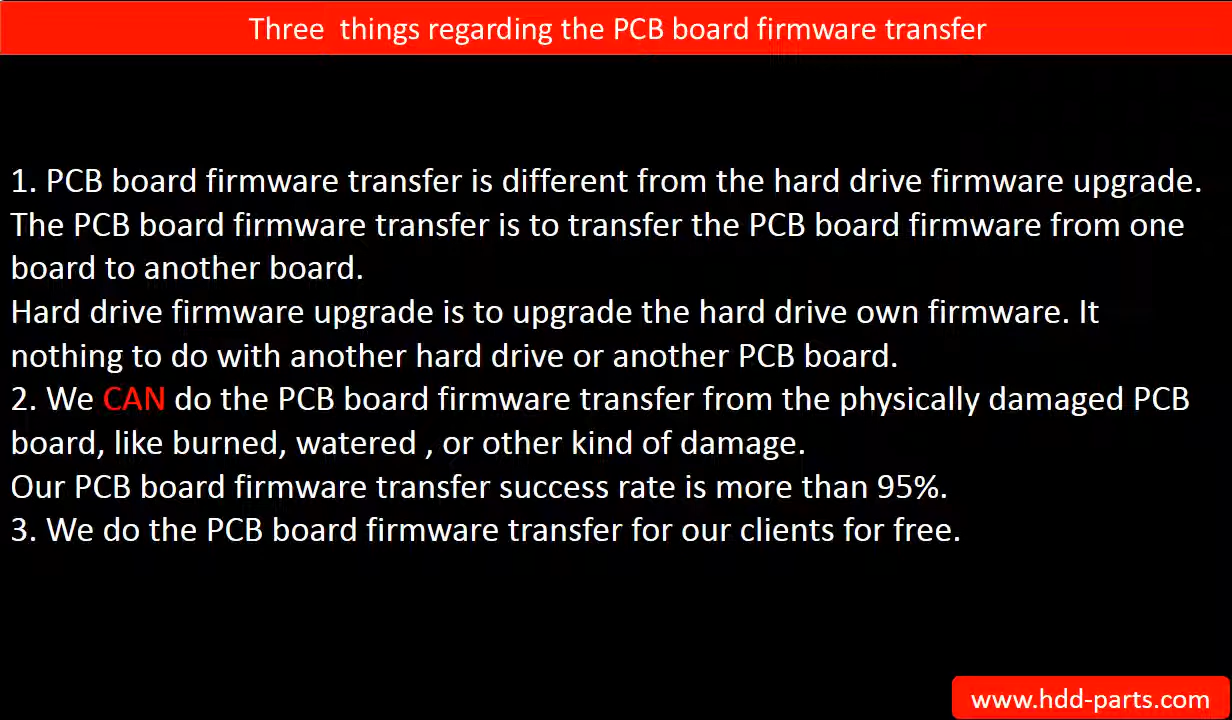 Three  things regarding the PCB board firmware transfer
1. PCB board firmware transfer is different from the hard drive firmware upgrade.
The PCB board firmware transfer is to transfer the PCB board firmware from one
board to another board.
Hard drive firmware upgrade is to upgrade the hard drive own firmware. It
nothing to do with another hard drive or another PCB board.
2. We CAN do the PCB board firmware transfer from the physically damaged PCB
board, like burned, watered , or other kind of damage.
Our PCB board firmware transfer success rate is more than 95%.
3. We do the PCB board firmware transfer for our clients for free.
www.hdd-parts.com